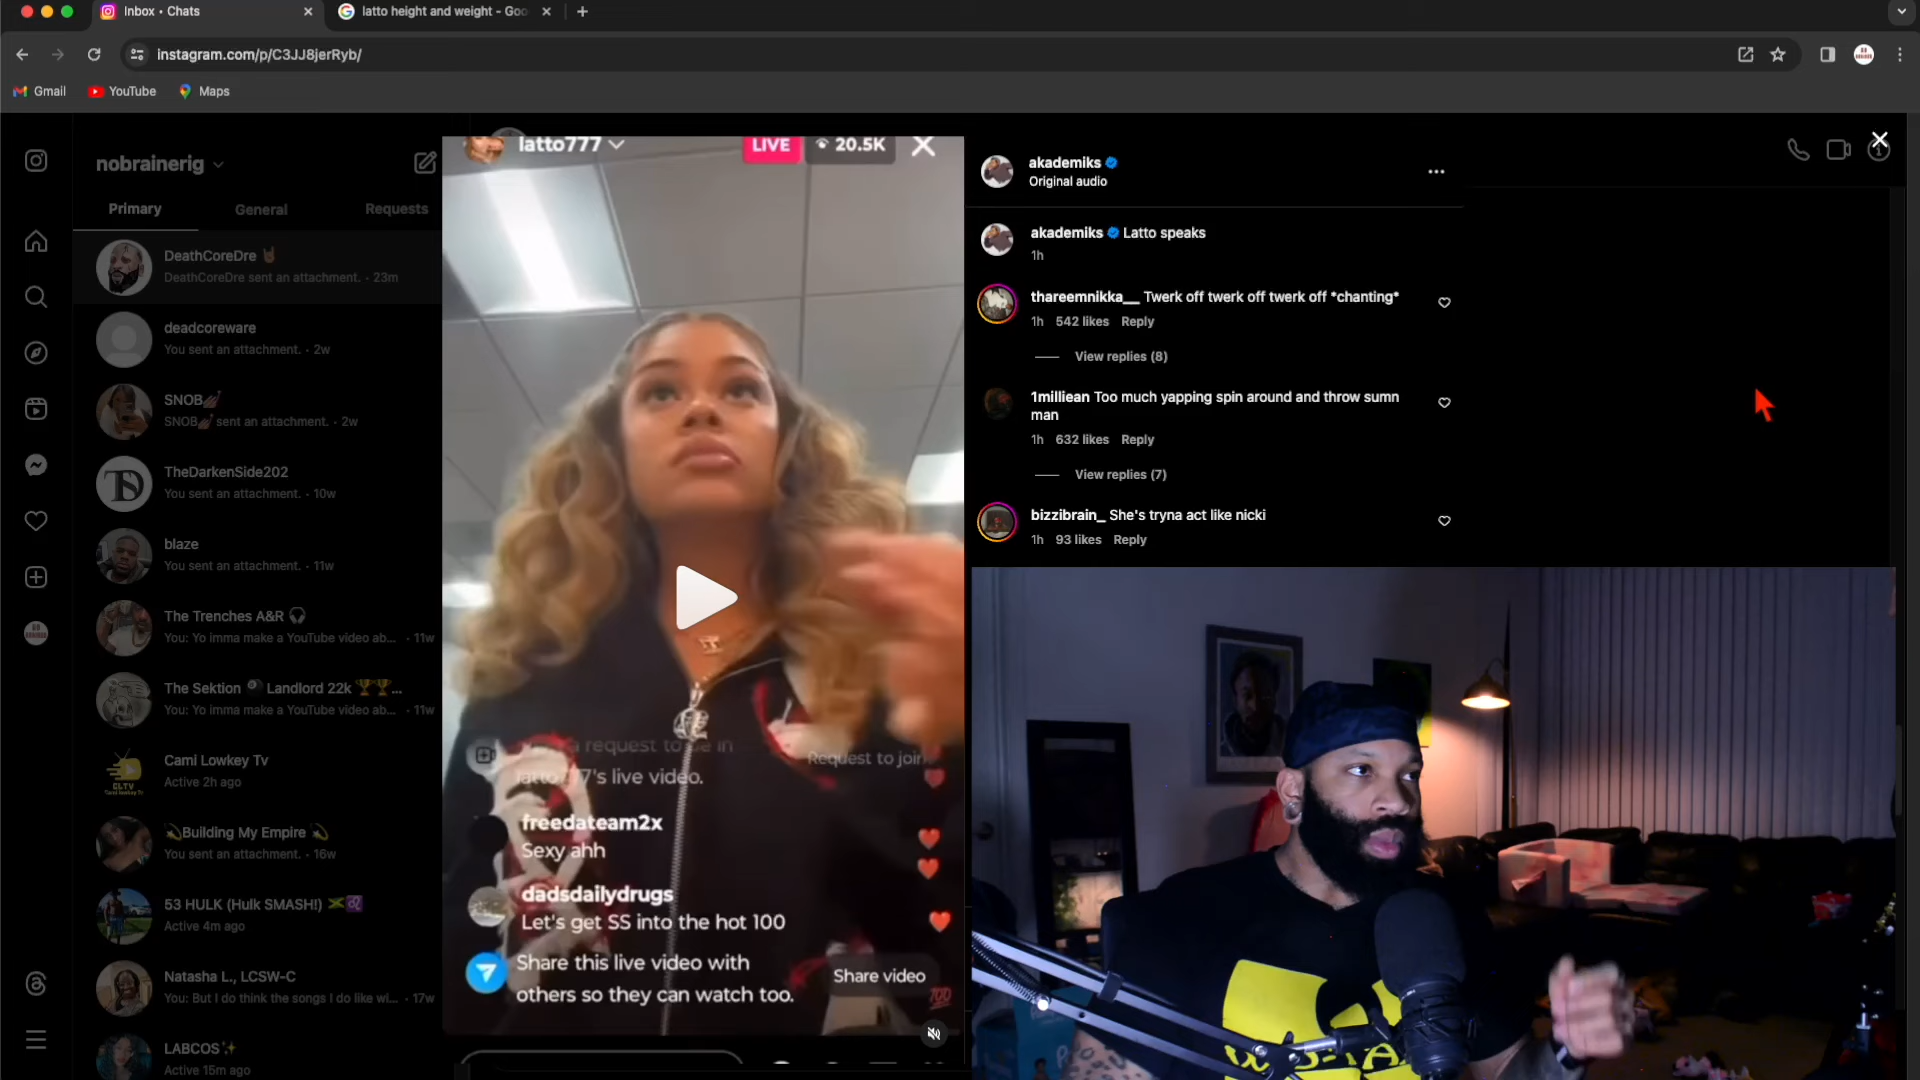 Inbox • Chats
latto height and weight - Goo
instagram.com/p/C3JJ8jerRyb/
Gmail
YouTube
Maps
nobrainerig
Primary
General
Requests
DeathCoreDre
DeathCoreDre sent an attachment. · 23m
deadcoreware
You sent an attachment. · 2w
SNOB
SNOB sent an attachment. · 2w
TheDarkenSide202
You sent an attachment. · 10w
blaze
You sent an attachment. · 11w
The Trenches A&R
You: Yo imma make a YouTube video ab... · 11w
The Sektion Landlord 22k ...
You: Yo imma make a YouTube video ab... · 11w
Cami Lowkey Tv
Active 2h ago
Building My Empire
You sent an attachment. · 16w
53 HULK (Hulk SMASH!)
Active 4m ago
Natasha L., LCSW-C
You: But I do think the songs I do like wi... · 17w
LABCOS
Active 15m ago
latto777
LIVE
20.5K
a request to be in
latto777's live video.
Request to join
freedateam2x
Sexy ahh
dadsdailydrugs
Let's get SS into the hot 100
Share this live video with
others so they can watch too.
Share video
akademiks
Original audio
akademiks Latto speaks
1h
thareemnikka__ Twerk off twerk off twerk off *chanting*
1h 542 likes Reply
View replies (8)
1milliean Too much yapping spin around and throw sumn
man
1h 632 likes Reply
View replies (7)
bizzibrain_ She's tryna act like nicki
1h 93 likes Reply